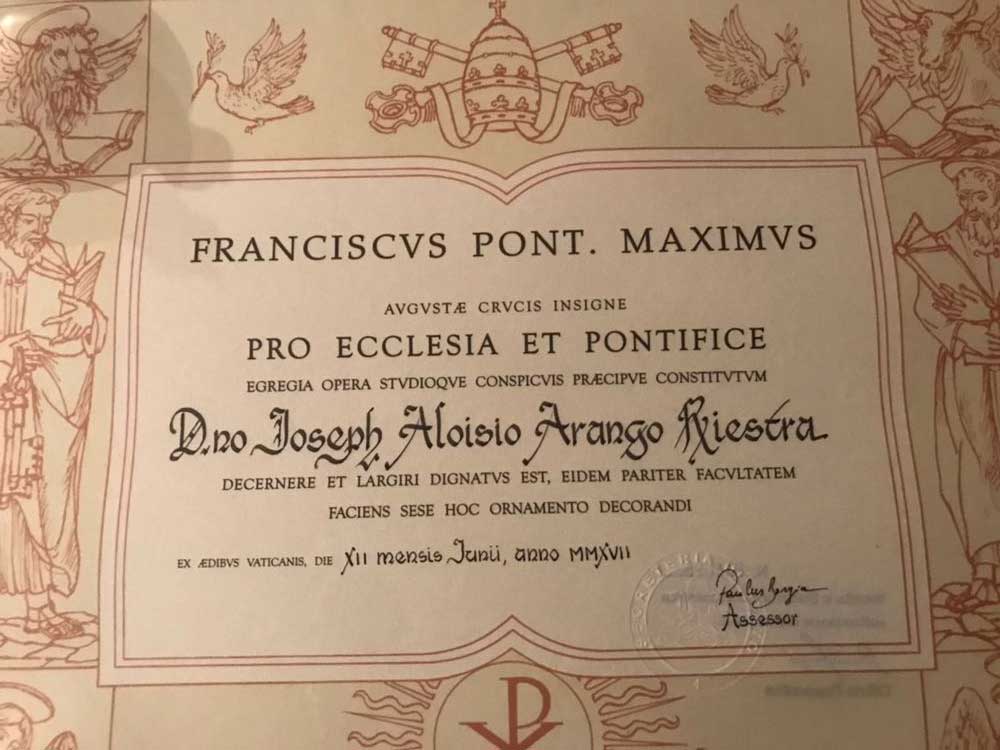 FRANCISCVS PONT. MAXIMVS
AVGVSTÆ CRVCIS INSIGNE
PRO ECCLESIA ET PONTIFICE
EGREGIA OPERA STVDIOQVE CONSPICVIS PRÆCIPVE CONSTITVTVM
D.no Joseph Aloisio Arango Riestra
DECERNERE ET LARGIRI DIGNATVS EST, EIDEM PARITER FACVLTATEM
FACIENS SESE HOC ORNAMENTO DECORANDI
EX ÆDIBVS VATICANIS, DIE XII mensis Junii, anno MMXVII
Paulus Borgia
Assessor